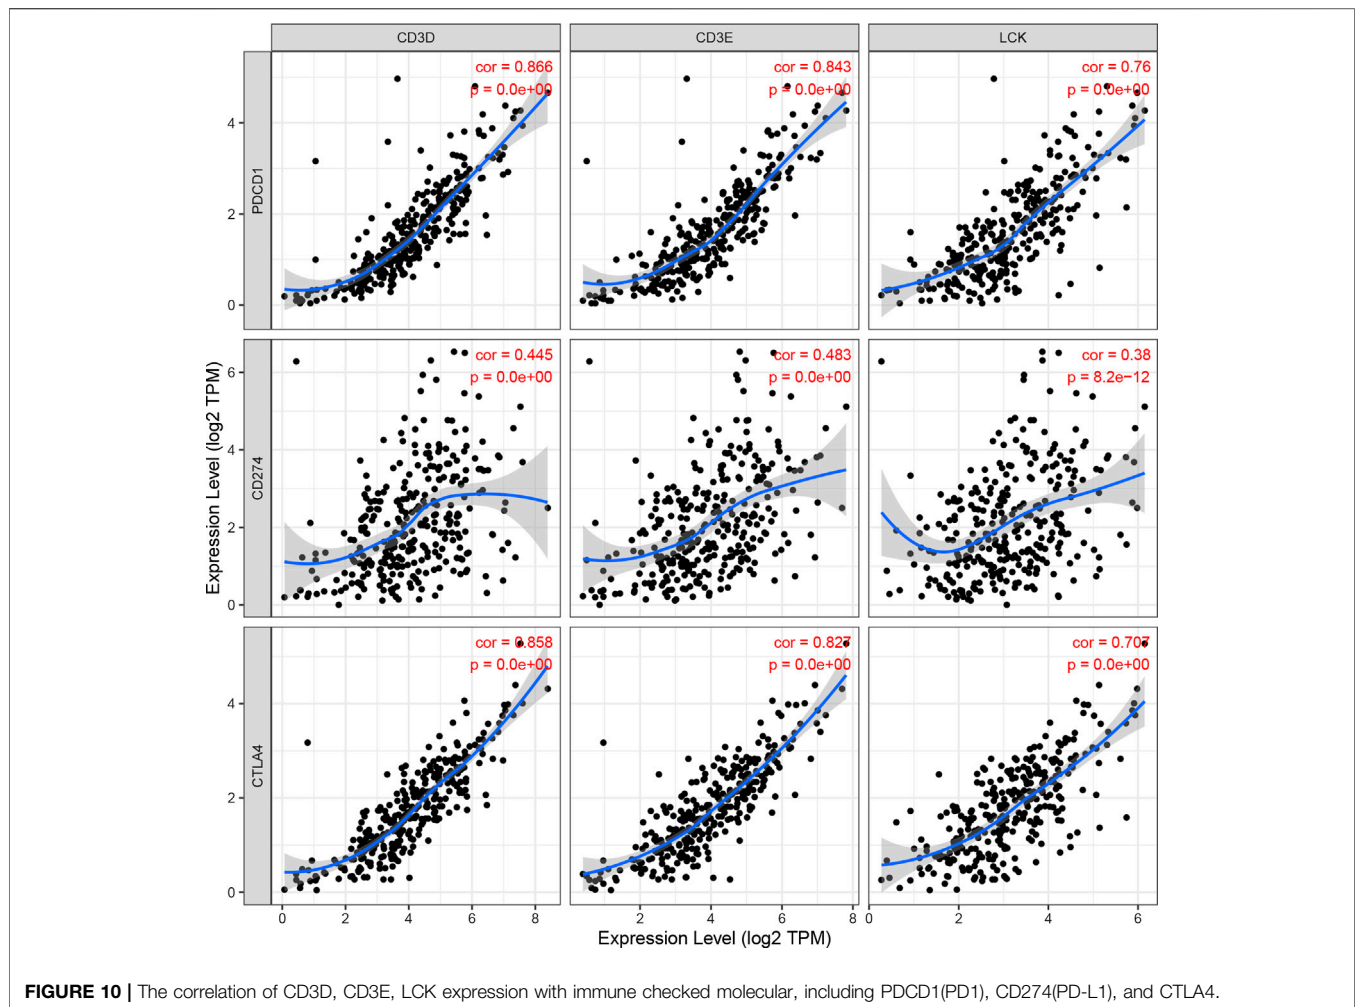 CD3D CD3E LCK
PDCD1
cor = 0.866
p = 0.0e+00
cor = 0.843
p = 0.0e+00
cor = 0.76
p = 0.0e+00
4
2
0
Expression Level (log2 TPM)
CD274
cor = 0.445
p = 0.0e+00
cor = 0.483
p = 0.0e+00
cor = 0.38
p = 8.2e−12
6
4
2
0
CTLA4
cor = 0.858
p = 0.0e+00
cor = 0.827
p = 0.0e+00
cor = 0.707
p = 0.0e+00
4
2
0
0 2 4 6 8 2 4 6 8 0 2 4 6
Expression Level (log2 TPM)
FIGURE 10 | The correlation of CD3D, CD3E, LCK expression with immune checked molecular, including PDCD1(PD1), CD274(PD-L1), and CTLA4.